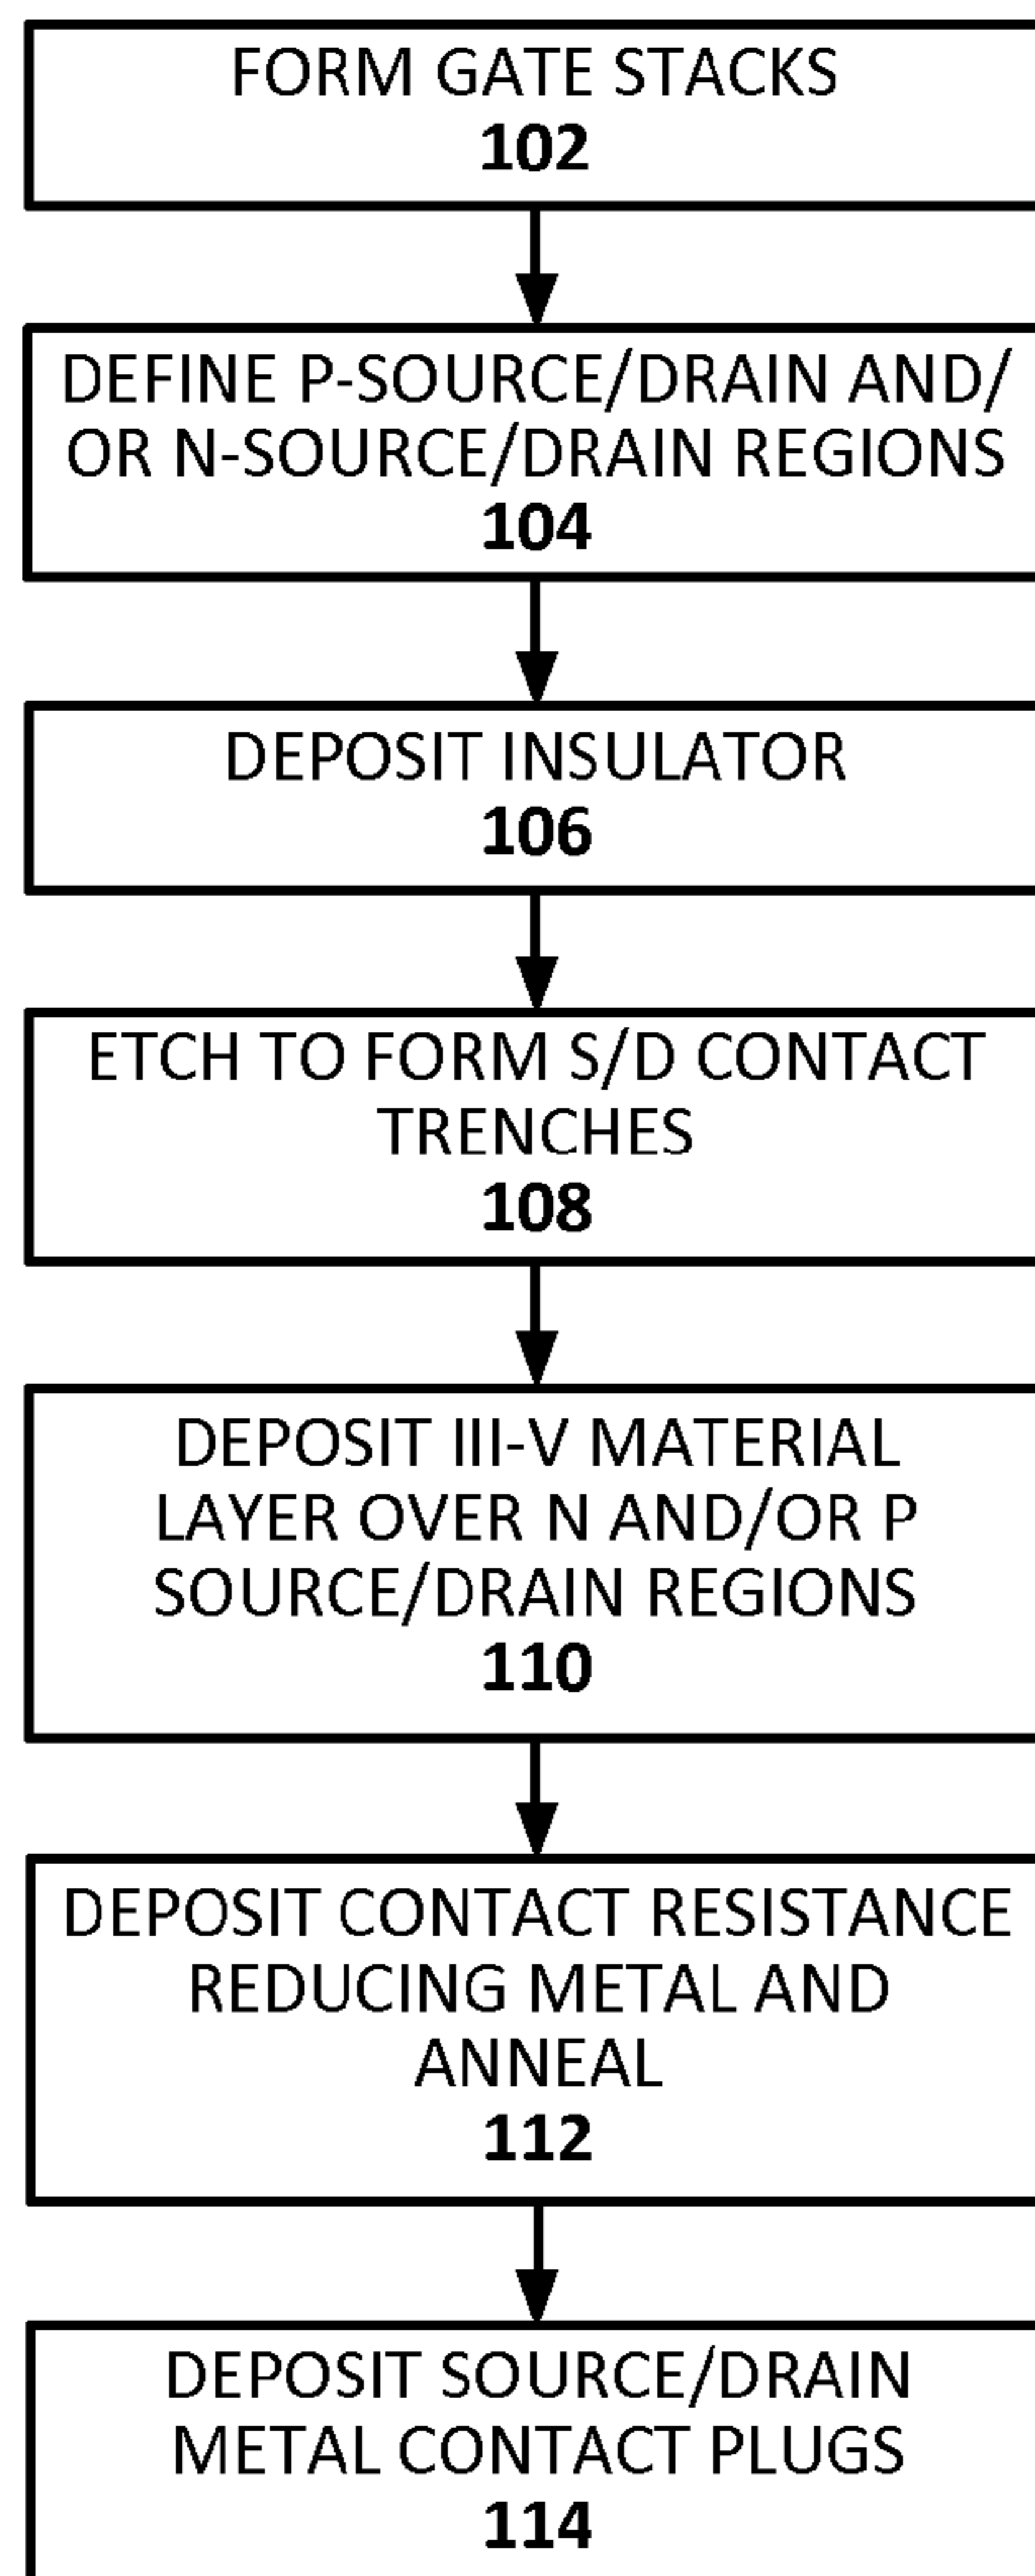 FORM GATE STACKS
102
DEFINE P-SOURCE/DRAIN AND/
OR N-SOURCE/DRAIN REGIONS
104
DEPOSIT INSULATOR
106
ETCH TO FORM S/D CONTACT
TRENCHES
108
DEPOSIT III-V MATERIAL
LAYER OVER N AND/OR P
SOURCE/DRAIN REGIONS
110
DEPOSIT CONTACT RESISTANCE
REDUCING METAL AND
ANNEAL
112
DEPOSIT SOURCE/DRAIN
METAL CONTACT PLUGS
114